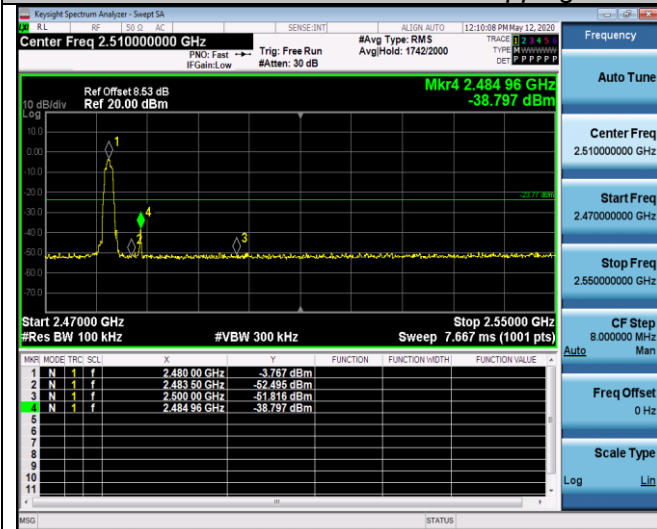 Keysight Spectrum Analyzer - Swept SA
RL RF 50 Ω AC SENSE:INT ALIGN AUTO 12:10:08 PM May 12, 2020
Center Freq 2.510000000 GHz
PNO: Fast
IFGain:Low
Trig: Free Run
#Atten: 30 dB
#Avg Type: RMS
Avg|Hold: 1742/2000
TRACE 1 2 3 4 5 6
TYPE M WWWWW
DET P P P P P P
Frequency
Mkr4 2.484 96 GHz
-38.797 dBm
Ref Offset 8.53 dB
Ref 20.00 dBm
10 dB/div
Log
10.0
0.00
-10.0
-20.0
-30.0
-40.0
-50.0
-60.0
-70.0
1
2
3
4
-23.77 dBm
Start 2.47000 GHz
#Res BW 100 kHz
#VBW 300 kHz
Stop 2.55000 GHz
Sweep 7.667 ms (1001 pts)
MKR MODE TRC SCL X Y FUNCTION FUNCTION WIDTH FUNCTION VALUE
1 N 1 f 2.480 00 GHz -3.767 dBm
2 N 1 f 2.483 50 GHz -52.495 dBm
3 N 1 f 2.500 00 GHz -51.816 dBm
4 N 1 f 2.484 96 GHz -38.797 dBm
5
6
7
8
9
10
11
MSG STATUS
Auto Tune
Center Freq
2.510000000 GHz
Start Freq
2.470000000 GHz
Stop Freq
2.550000000 GHz
CF Step
8.000000 MHz
Auto Man
Freq Offset
0 Hz
Scale Type
Log Lin